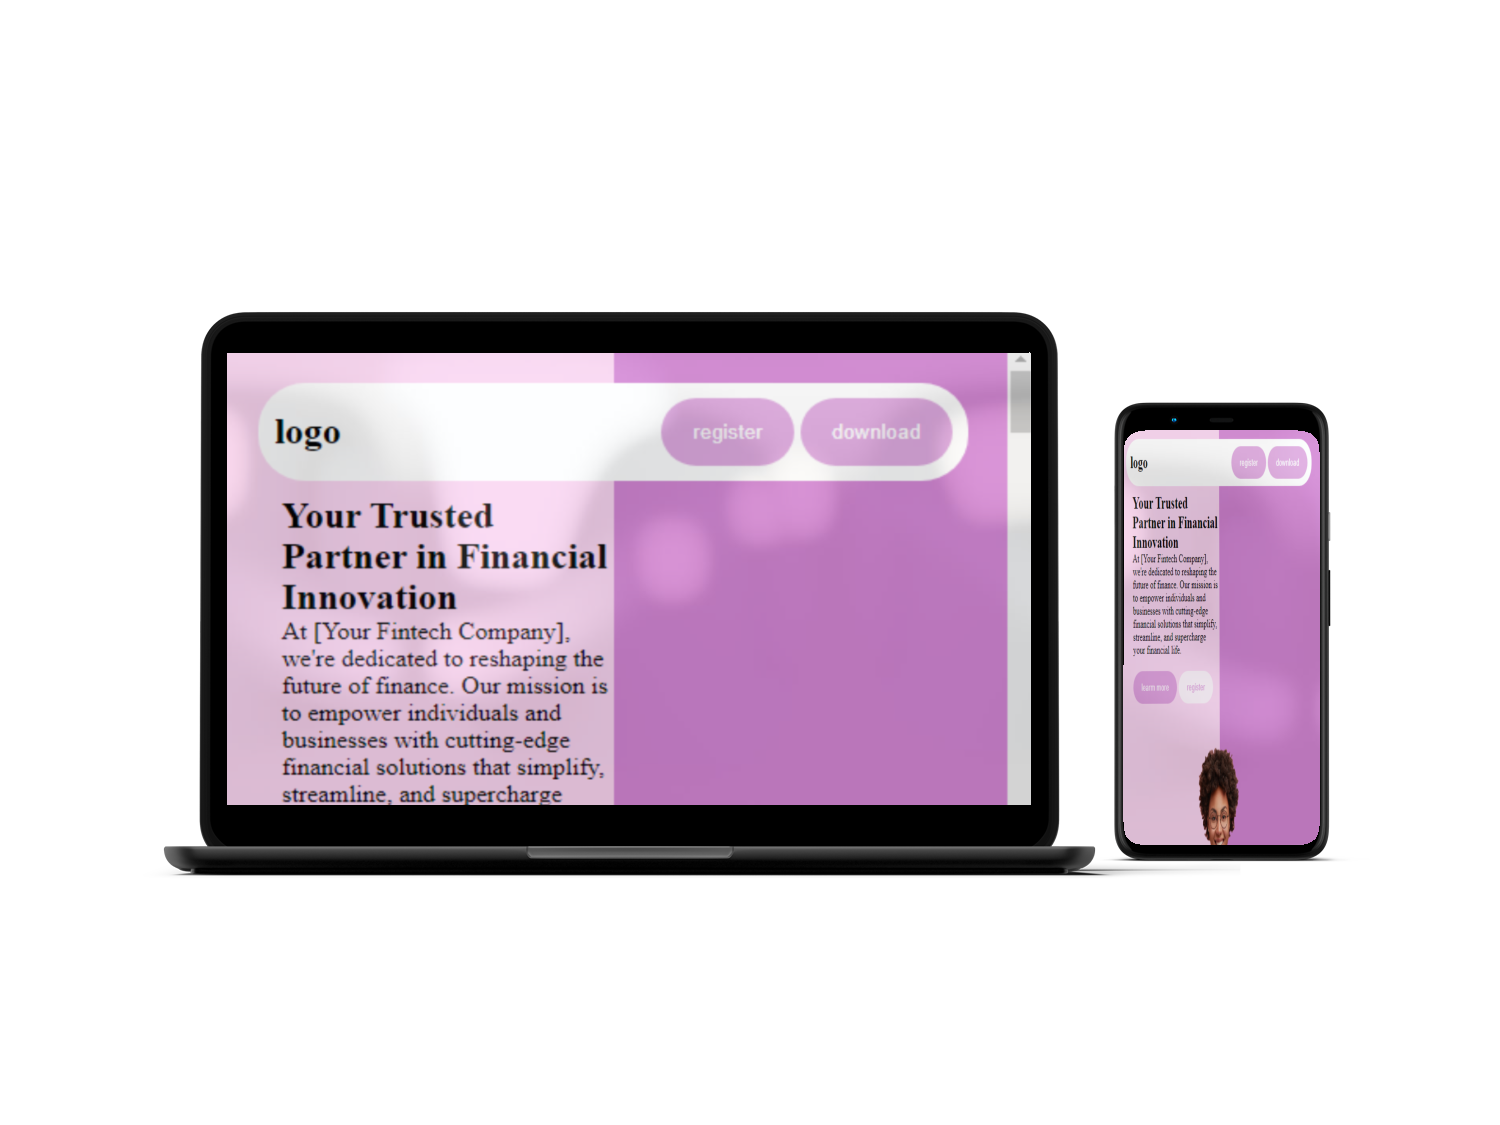 logo
register
download
Your Trusted
Partner in Financial
Innovation
At [Your Fintech Company],
we're dedicated to reshaping the
future of finance. Our mission is
to empower individuals and
businesses with cutting-edge
financial solutions that simplify,
streamline, and supercharge
logo
register
download
Your Trusted
Partner in Financial
Innovation
At [Your Fintech Company],
we're dedicated to reshaping the
future of finance. Our mission is
to empower individuals and
businesses with cutting-edge
financial solutions that simplify,
streamline, and supercharge
your financial life.
learn more
register